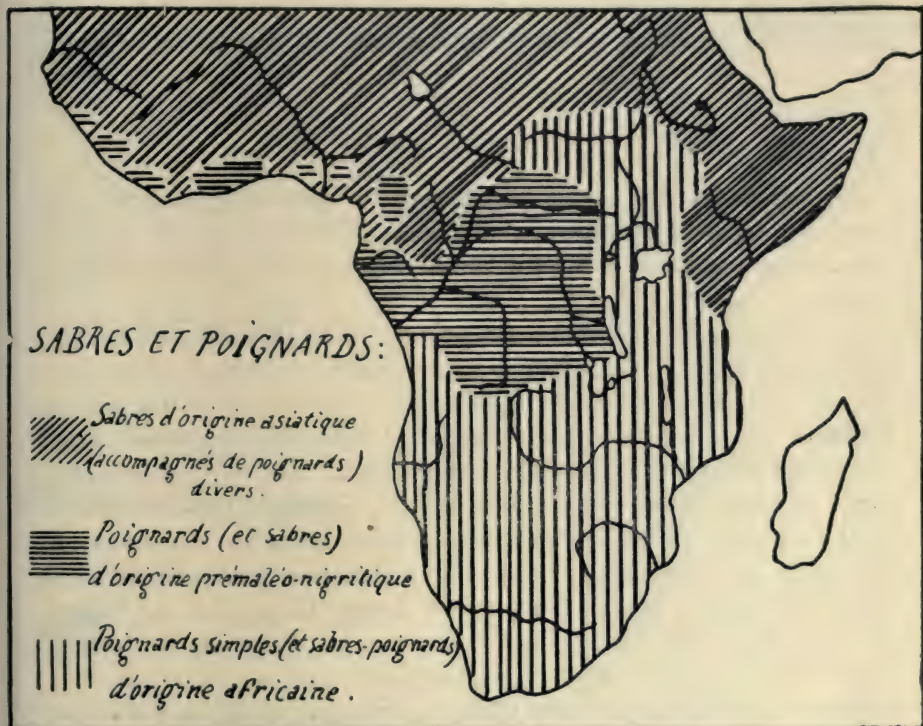 SABRES ET POIGNARDS:
Sabres d'origine asiatique
(accompagnés de poignards)
divers.
Poignards (et sabres)
d'origine prémaléo-nigritique
Poignards simples (et sabres-poignards)
d'origine africaine.